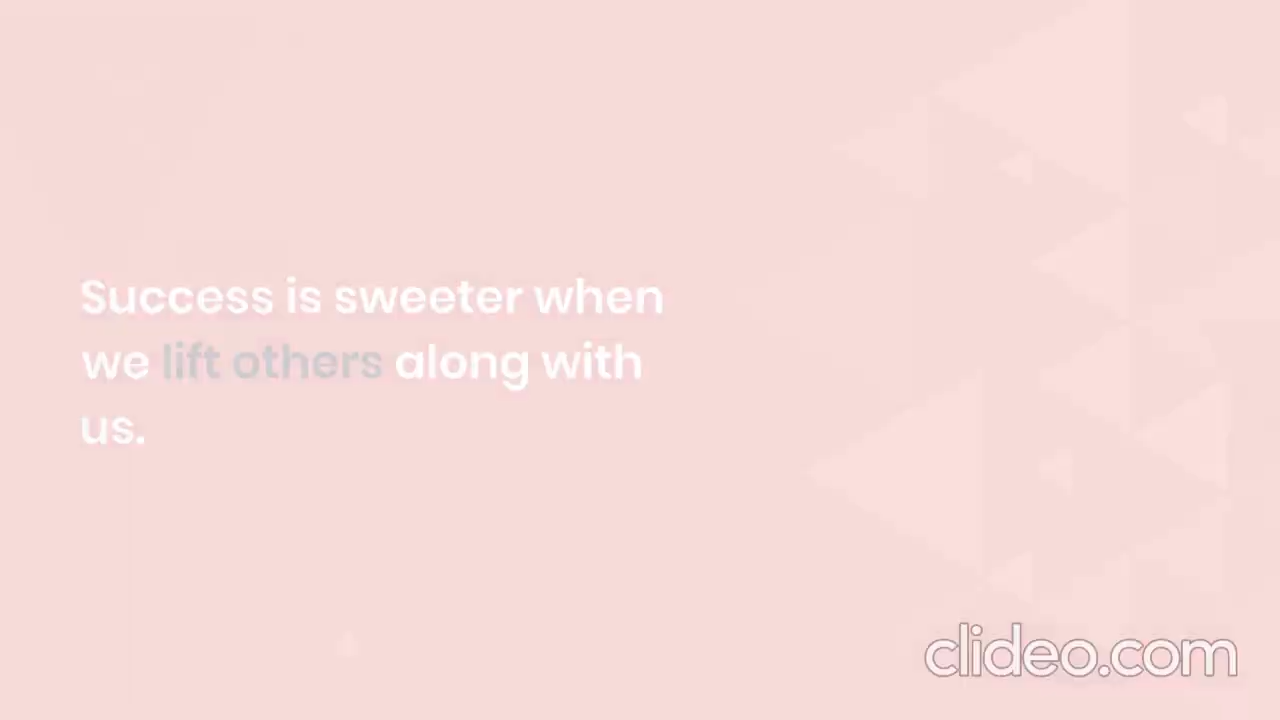 Success is sweeter when
we lift others along with
us.
clideo.com